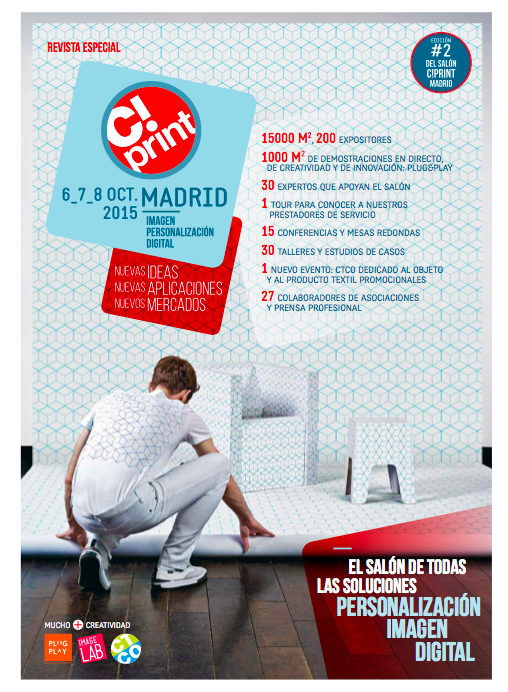 REVISTA ESPECIAL
EDICIÓN
#2
DEL SALÓN
C!PRINT
MADRID
C!
print
6_7_8 OCT.
2015
MADRID
IMAGEN
PERSONALIZACIÓN
DIGITAL
NUEVAS IDEAS
NUEVAS APLICACIONES
NUEVOS MERCADOS
15000 M², 200 EXPOSITORES
1000 M² DE DEMOSTRACIONES EN DIRECTO,
DE CREATIVIDAD Y DE INNOVACIÓN: PLUG&PLAY
30 EXPERTOS QUE APOYAN EL SALÓN
1 TOUR PARA CONOCER A NUESTROS
PRESTADORES DE SERVICIO
15 CONFERENCIAS Y MESAS REDONDAS
30 TALLERES Y ESTUDIOS DE CASOS
1 NUEVO EVENTO: CTCO DEDICADO AL OBJETO
Y AL PRODUCTO TEXTIL PROMOCIONALES
27 COLABORADORES DE ASOCIACIONES
Y PRENSA PROFESIONAL
EL SALÓN DE TODAS
LAS SOLUCIONES
PERSONALIZACIÓN
IMAGEN
DIGITAL
MUCHO + CREATIVIDAD
PLUG
PLAY
IMAGE
LAB
CT
CO